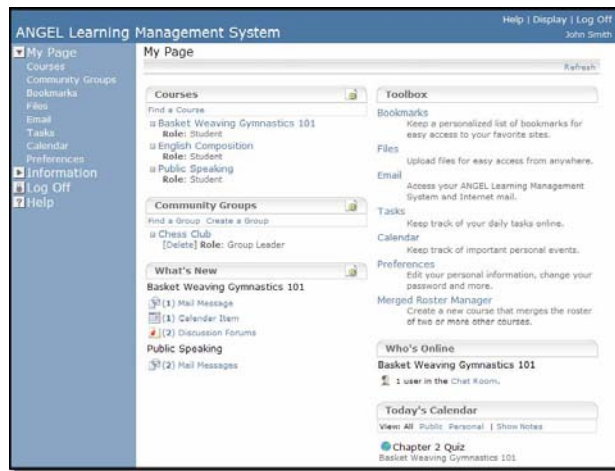 Help | Display | Log Off
ANGEL Learning Management System
John Smith
My Page
Courses
Community Groups
Bookmarks
Files
Email
Tasks
Calendar
Preferences
Information
Log Off
Help
My Page
Refresh
Courses
Find a Course
Basket Weaving Gymnastics 101
Role: Student
English Composition
Role: Student
Public Speaking
Role: Student
Community Groups
Find a Group Create a Group
Chess Club
[Delete] Role: Group Leader
What's New
Basket Weaving Gymnastics 101
(1) Mail Message
(1) Calender Item
(2) Discussion Forums
Public Speaking
(2) Mail Messages
Toolbox
Bookmarks
Keep a personalized list of bookmarks for
easy access to your favorite sites.
Files
Upload files for easy access from anywhere.
Email
Access your ANGEL Learning Management
System and Internet mail.
Tasks
Keep track of your daily tasks online.
Calendar
Keep track of important personal events.
Preferences
Edit your personal information, change your
password and more.
Merged Roster Manager
Create a new course that merges the roster
of two or more other courses.
Who's Online
Basket Weaving Gymnastics 101
1 user in the Chat Room.
Today's Calendar
View: All Public Personal | Show Notes
Chapter 2 Quiz
Basket Weaving Gymnastics 101